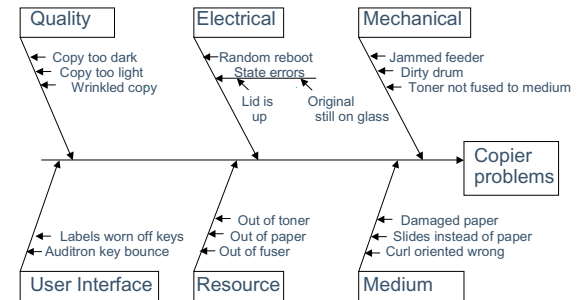 Quality
Electrical
Mechanical
Copy too dark
Copy too light
Wrinkled copy
Random reboot
State errors
Lid is
up
Original
still on glass
Jammed feeder
Dirty drum
Toner not fused to medium
Copier
problems
Labels worn off keys
Auditron key bounce
Out of toner
Out of paper
Out of fuser
Damaged paper
Slides instead of paper
Curl oriented wrong
User Interface
Resource
Medium